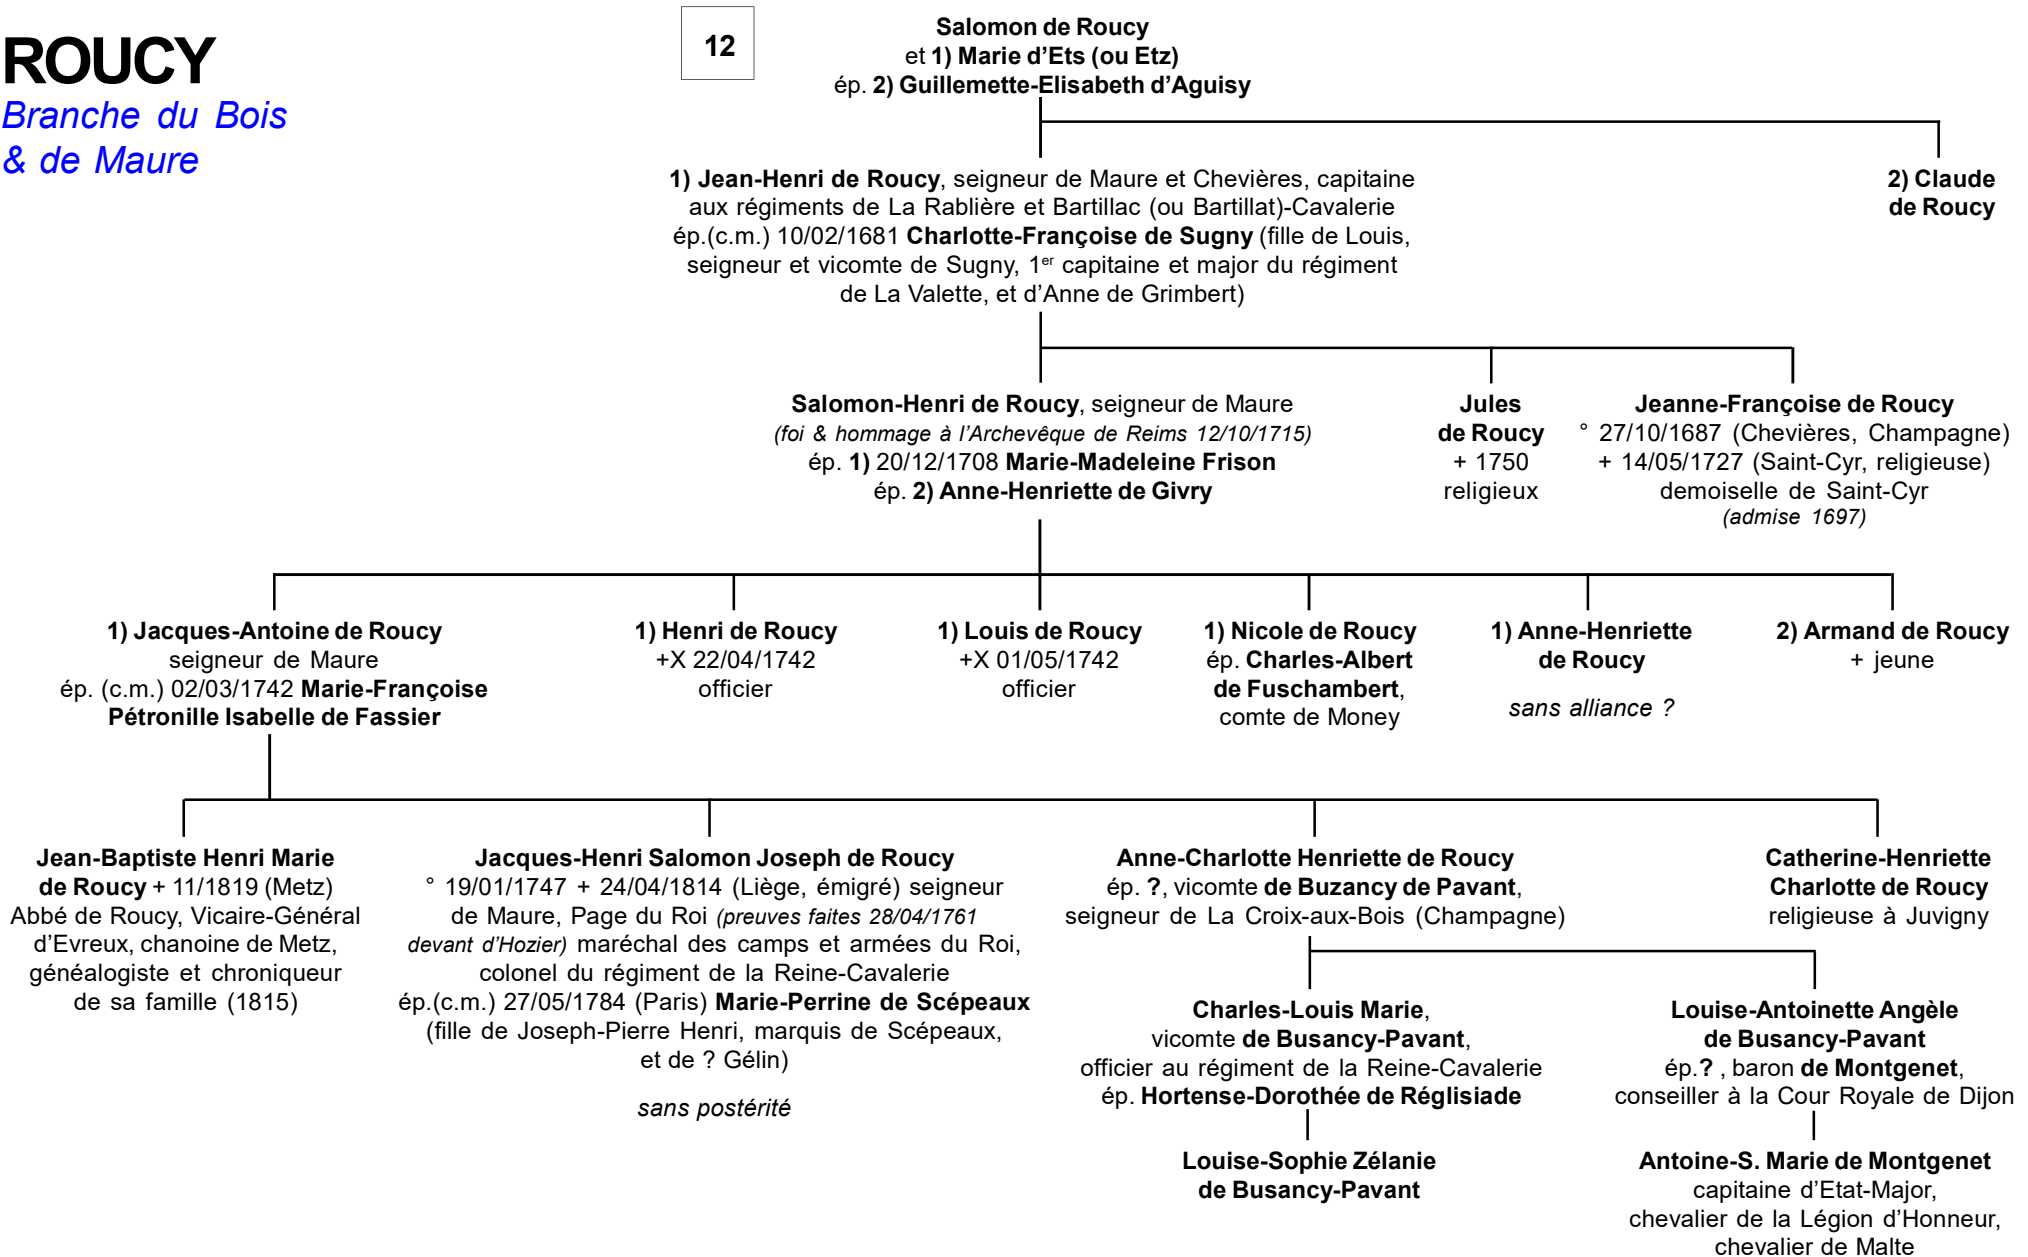 ROUCY
Branche du Bois
& de Maure
12
Salomon de Roucy
et 1) Marie d’Ets (ou Etz)
ép. 2) Guillemette-Elisabeth d’Aguisy
1) Jean-Henri de Roucy, seigneur de Maure et Chevières, capitaine
aux régiments de La Rablière et Bartillac (ou Bartillat)-Cavalerie
ép.(c.m.) 10/02/1681 Charlotte-Françoise de Sugny (fille de Louis,
seigneur et vicomte de Sugny, 1er capitaine et major du régiment
de La Valette, et d’Anne de Grimbert)
2) Claude
de Roucy
Salomon-Henri de Roucy, seigneur de Maure
(foi & hommage à l’Archevêque de Reims 12/10/1715)
ép. 1) 20/12/1708 Marie-Madeleine Frison
ép. 2) Anne-Henriette de Givry
Jules
de Roucy
+ 1750
religieux
Jeanne-Françoise de Roucy
° 27/10/1687 (Chevières, Champagne)
+ 14/05/1727 (Saint-Cyr, religieuse)
demoiselle de Saint-Cyr
(admise 1697)
1) Jacques-Antoine de Roucy
seigneur de Maure
ép. (c.m.) 02/03/1742 Marie-Françoise
Pétronille Isabelle de Fassier
1) Henri de Roucy
+X 22/04/1742
officier
1) Louis de Roucy
+X 01/05/1742
officier
1) Nicole de Roucy
ép. Charles-Albert
de Fuschambert,
comte de Money
1) Anne-Henriette
de Roucy
sans alliance ?
2) Armand de Roucy
+ jeune
Jean-Baptiste Henri Marie
de Roucy + 11/1819 (Metz)
Abbé de Roucy, Vicaire-Général
d’Evreux, chanoine de Metz,
généalogiste et chroniqueur
de sa famille (1815)
Jacques-Henri Salomon Joseph de Roucy
° 19/01/1747 + 24/04/1814 (Liège, émigré) seigneur
de Maure, Page du Roi (preuves faites 28/04/1761
devant d’Hozier) maréchal des camps et armées du Roi,
colonel du régiment de la Reine-Cavalerie
ép.(c.m.) 27/05/1784 (Paris) Marie-Perrine de Scépeaux
(fille de Joseph-Pierre Henri, marquis de Scépeaux,
et de ? Gélin)
sans postérité
Anne-Charlotte Henriette de Roucy
ép. ?, vicomte de Buzancy de Pavant,
seigneur de La Croix-aux-Bois (Champagne)
Catherine-Henriette
Charlotte de Roucy
religieuse à Juvigny
Charles-Louis Marie,
vicomte de Busancy-Pavant,
officier au régiment de la Reine-Cavalerie
ép. Hortense-Dorothée de Réglisiade
Louise-Antoinette Angèle
de Busancy-Pavant
ép.? , baron de Montgenet,
conseiller à la Cour Royale de Dijon
Louise-Sophie Zélanie
de Busancy-Pavant
Antoine-S. Marie de Montgenet
capitaine d’Etat-Major,
chevalier de la Légion d’Honneur,
chevalier de Malte